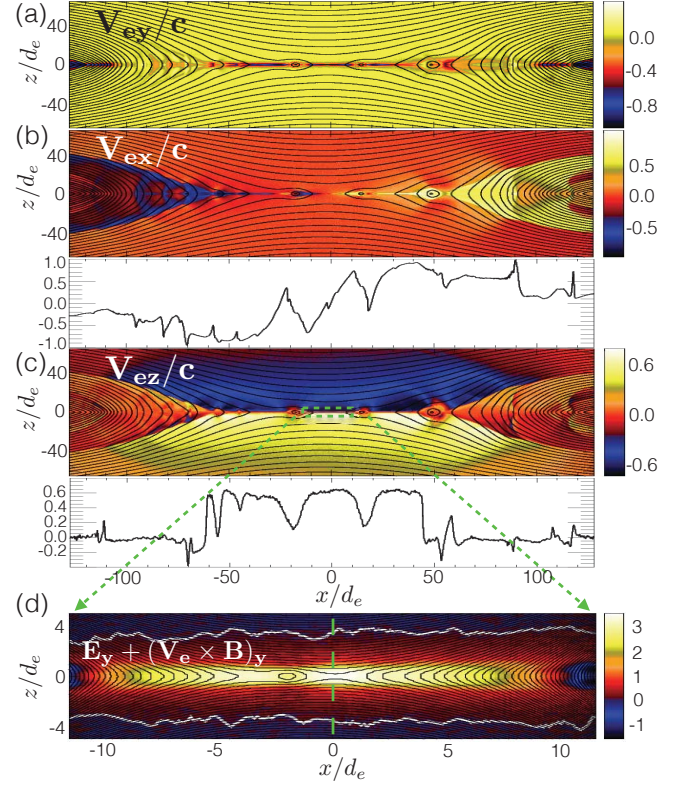 (a)
V_ey/c
z/d_e
40
0
-40
0.0
-0.4
-0.8
(b)
V_ex/c
z/d_e
40
0
-40
0.5
0.0
-0.5
1.0
0.5
0.0
-0.5
-1.0
(c)
V_ez/c
z/d_e
40
0
-40
0.6
0.0
-0.6
0.6
0.4
0.2
0.0
-0.2
-100 -50 0 50 100
x/d_e
(d)
E_y + (V_e × B)_y
z/d_e
4
0
-4
3
2
1
0
-1
-10 -5 0 5 10
x/d_e